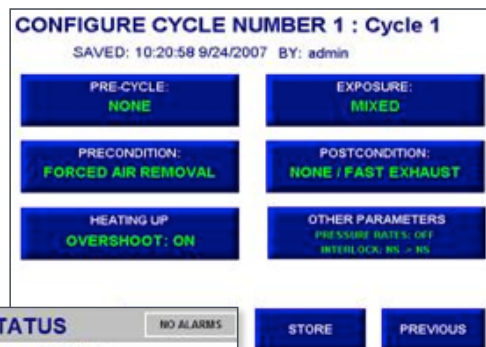 CONFIGURE CYCLE NUMBER 1 : Cycle 1
SAVED: 10:20:58 9/24/2007 BY: admin
PRE-CYCLE:
NONE
EXPOSURE:
MIXED
PRECONDITION:
FORCED AIR REMOVAL
POSTCONDITION:
NONE / FAST EXHAUST
HEATING UP
OVERSHOOT: ON
OTHER PARAMETERS
PRESSURE RATES: OFF
INTERLOCK: NS -> NS
TATUS
NO ALARMS
STORE
PREVIOUS